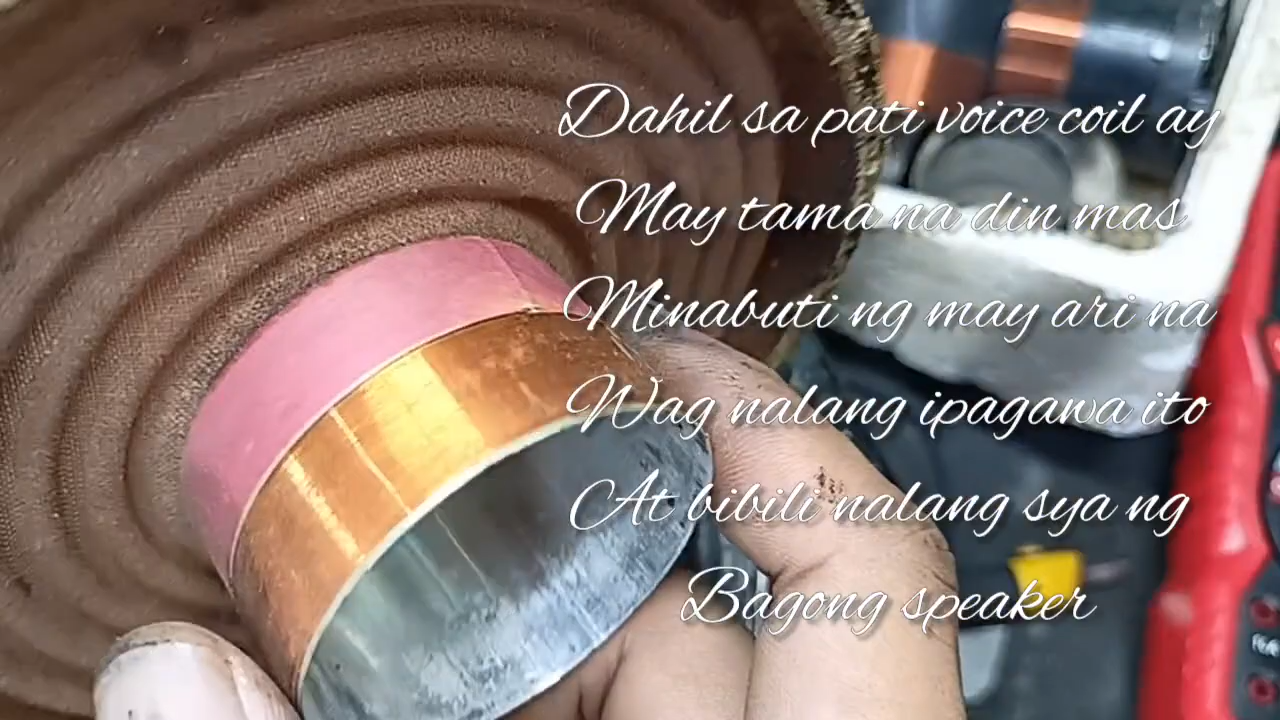 Dahil sa pati voice coil ay
May tama na din mas
Minabuti ng may ari na
Wag nalang ipagawa ito
At bibili nalang sya ng
Bagong speaker